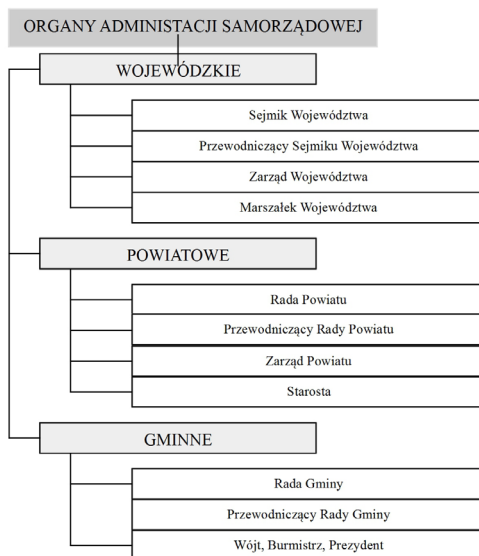 ORGANY ADMINISTACJI SAMORZĄDOWEJ
WOJEWÓDZKIE
Sejmik Województwa
Przewodniczący Sejmiku Województwa
Zarząd Województwa
Marszałek Województwa
POWIATOWE
Rada Powiatu
Przewodniczący Rady Powiatu
Zarząd Powiatu
Starosta
GMINNE
Rada Gminy
Przewodniczący Rady Gminy
Wójt, Burmistrz, Prezydent